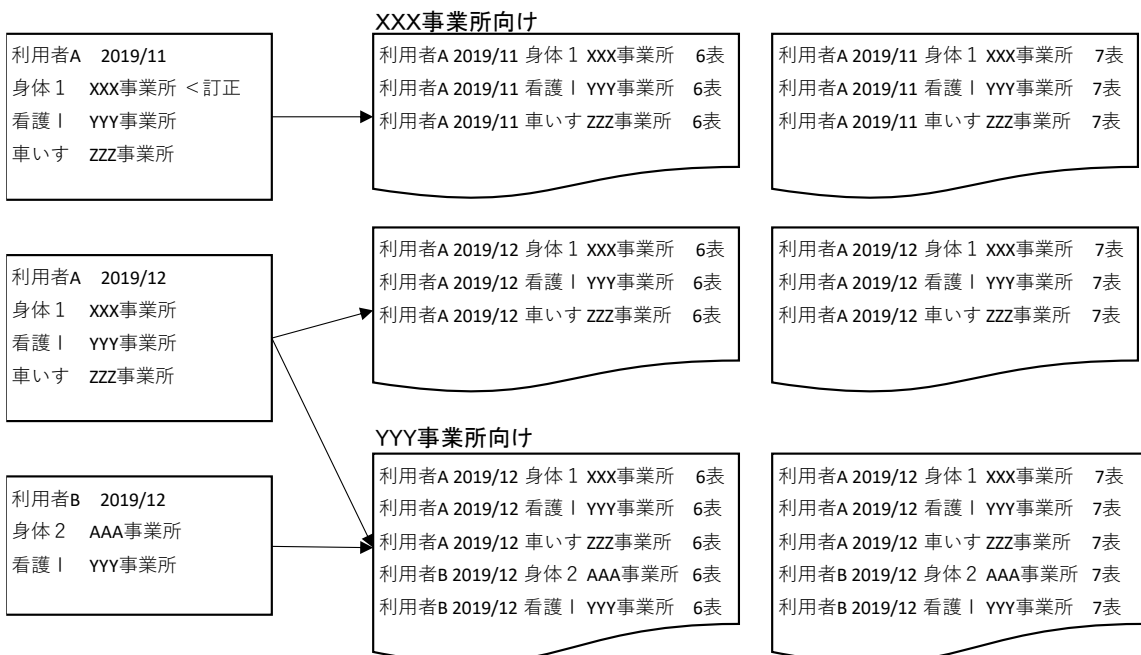 利用者A 2019/11
身体1 XXX事業所 <訂正
看護Ⅰ YYY事業所
車いす ZZZ事業所
XXX事業所向け
利用者A 2019/11 身体1 XXX事業所 6表
利用者A 2019/11 看護Ⅰ YYY事業所 6表
利用者A 2019/11 車いす ZZZ事業所 6表
利用者A 2019/11 身体1 XXX事業所 7表
利用者A 2019/11 看護Ⅰ YYY事業所 7表
利用者A 2019/11 車いす ZZZ事業所 7表
利用者A 2019/12
身体1 XXX事業所
看護Ⅰ YYY事業所
車いす ZZZ事業所
利用者A 2019/12 身体1 XXX事業所 6表
利用者A 2019/12 看護Ⅰ YYY事業所 6表
利用者A 2019/12 車いす ZZZ事業所 6表
利用者A 2019/12 身体1 XXX事業所 7表
利用者A 2019/12 看護Ⅰ YYY事業所 7表
利用者A 2019/12 車いす ZZZ事業所 7表
利用者B 2019/12
身体2 AAA事業所
看護Ⅰ YYY事業所
YYY事業所向け
利用者A 2019/12 身体1 XXX事業所 6表
利用者A 2019/12 看護Ⅰ YYY事業所 6表
利用者A 2019/12 車いす ZZZ事業所 6表
利用者B 2019/12 身体2 AAA事業所 6表
利用者B 2019/12 看護Ⅰ YYY事業所 6表
利用者A 2019/12 身体1 XXX事業所 7表
利用者A 2019/12 看護Ⅰ YYY事業所 7表
利用者A 2019/12 車いす ZZZ事業所 7表
利用者B 2019/12 身体2 AAA事業所 7表
利用者B 2019/12 看護Ⅰ YYY事業所 7表